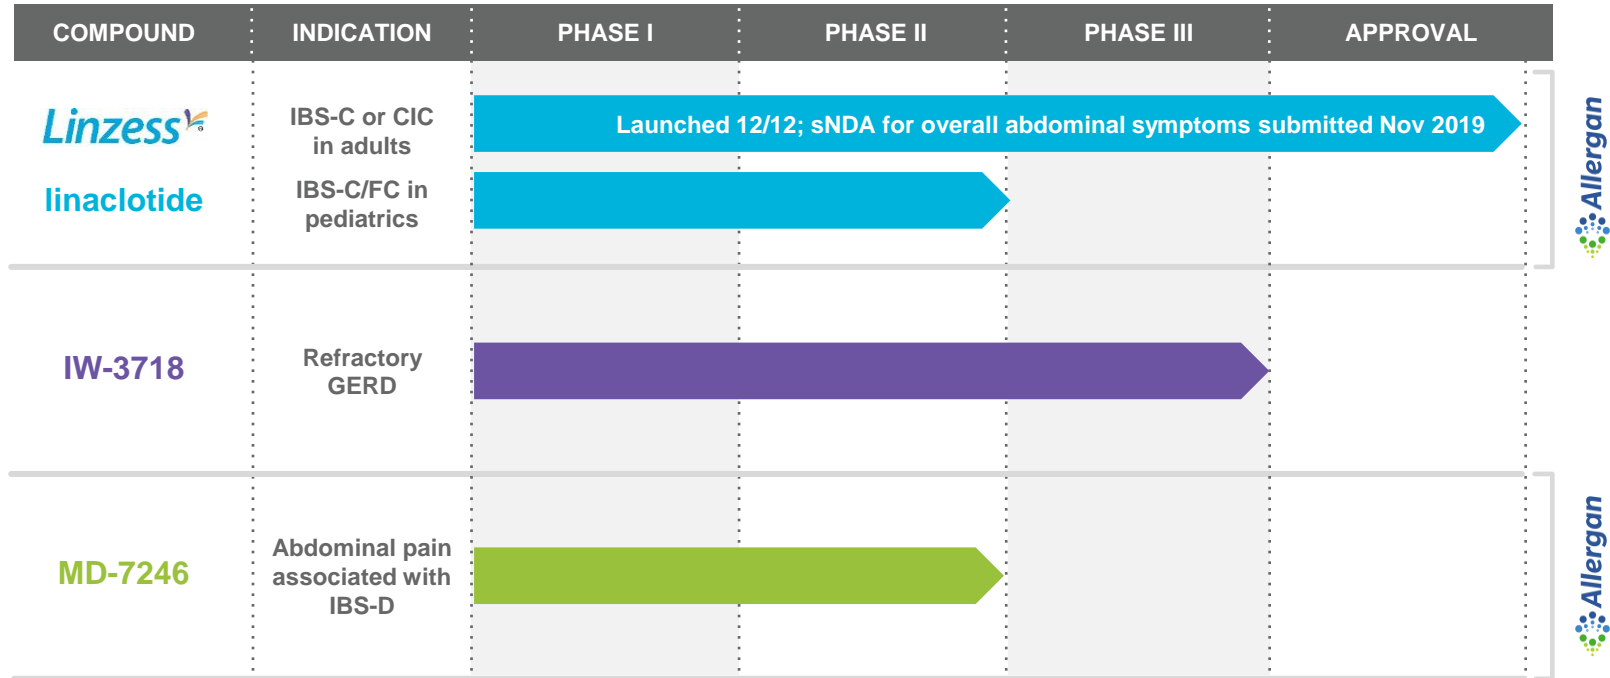 COMPOUND INDICATION PHASE I PHASE II PHASE III APPROVAL
Linzess
IBS-C or CIC
in adults
Launched 12/12; sNDA for overall abdominal symptoms submitted Nov 2019
linaclotide
IBS-C/FC in
pediatrics
Allergan
IW-3718
Refractory
GERD
MD-7246
Abdominal pain
associated with
IBS-D
Allergan